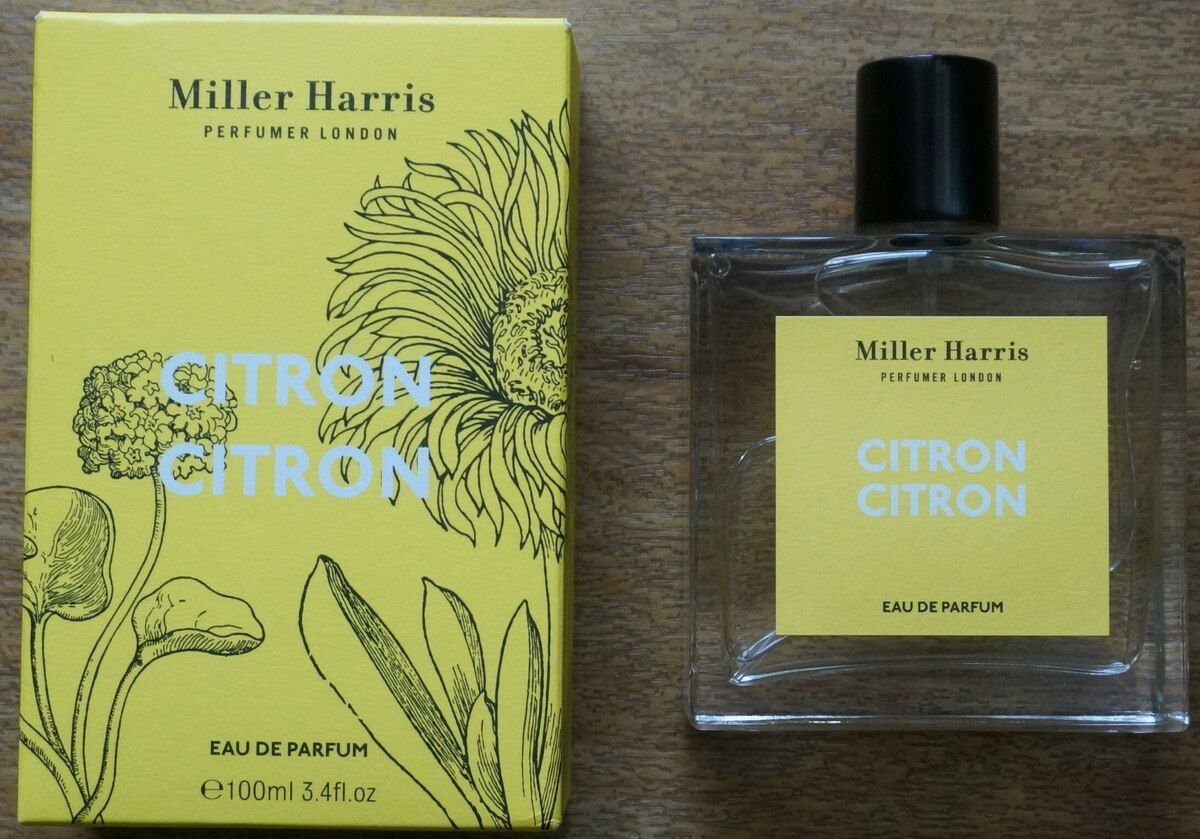 Miller Harris
PERFUMER LONDON
CITRON
CITRON
EAU DE PARFUM
℮100ml 3.4fl.oz
Miller Harris
PERFUMER LONDON
CITRON
CITRON
EAU DE PARFUM